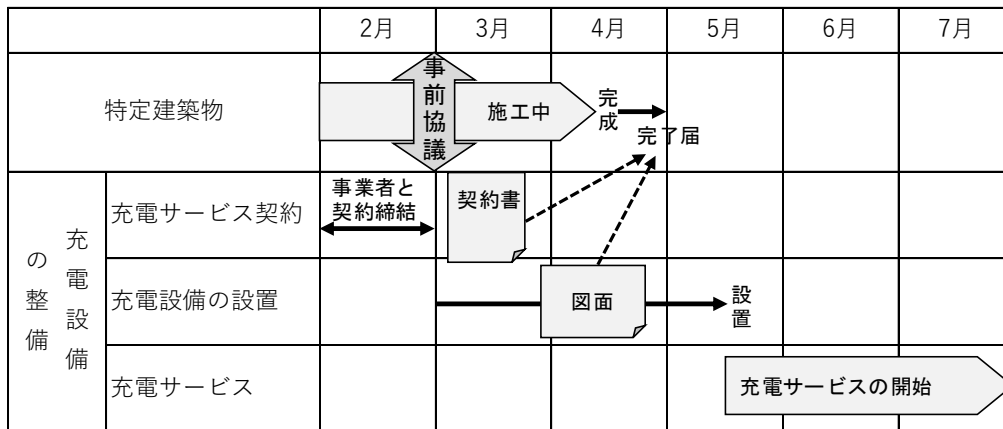 2月 3月 4月 5月 6月 7月
特定建築物
事前協議
施工中
完成
完了届
充電設備
の整備
充電サービス契約
事業者と
契約締結
契約書
充電設備の設置
図面
設置
充電サービス
充電サービスの開始